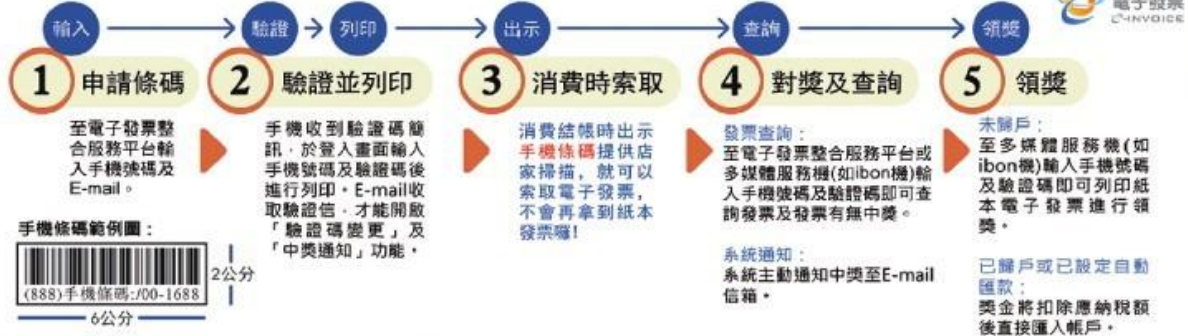 輸入
驗證
列印
出示
查詢
領獎
電子發票
E-INVOICE
1 申請條碼
至電子發票整
合服務平台輸
入手機號碼及
E-mail。
手機條碼範例圖：
(888)手機條碼:/00-1688
2公分
6公分
2 驗證並列印
手機收到驗證碼簡
訊，於登入畫面輸入
手機號碼及驗證碼後
進行列印。E-mail收
取驗證信，才能開啟
「驗證碼變更」及
「中獎通知」功能。
3 消費時索取
消費結帳時出示
手機條碼提供店
家掃描，就可以
索取電子發票，
不會再拿到紙本
發票囉!
4 對獎及查詢
發票查詢：
至電子發票整合服務平台或
多媒體服務機(如ibon機)輸
入手機號碼及驗證碼即可查
詢發票及發票有無中獎。
系統通知：
系統主動通知中獎至E-mail
信箱。
5 領獎
未歸戶：
至多媒體服務機(如
ibon機)輸入手機號碼
及驗證碼即可列印紙
本電子發票進行領
獎。
已歸戶或已設定自動
匯款：
獎金將扣除應納稅額
後直接匯入帳戶。